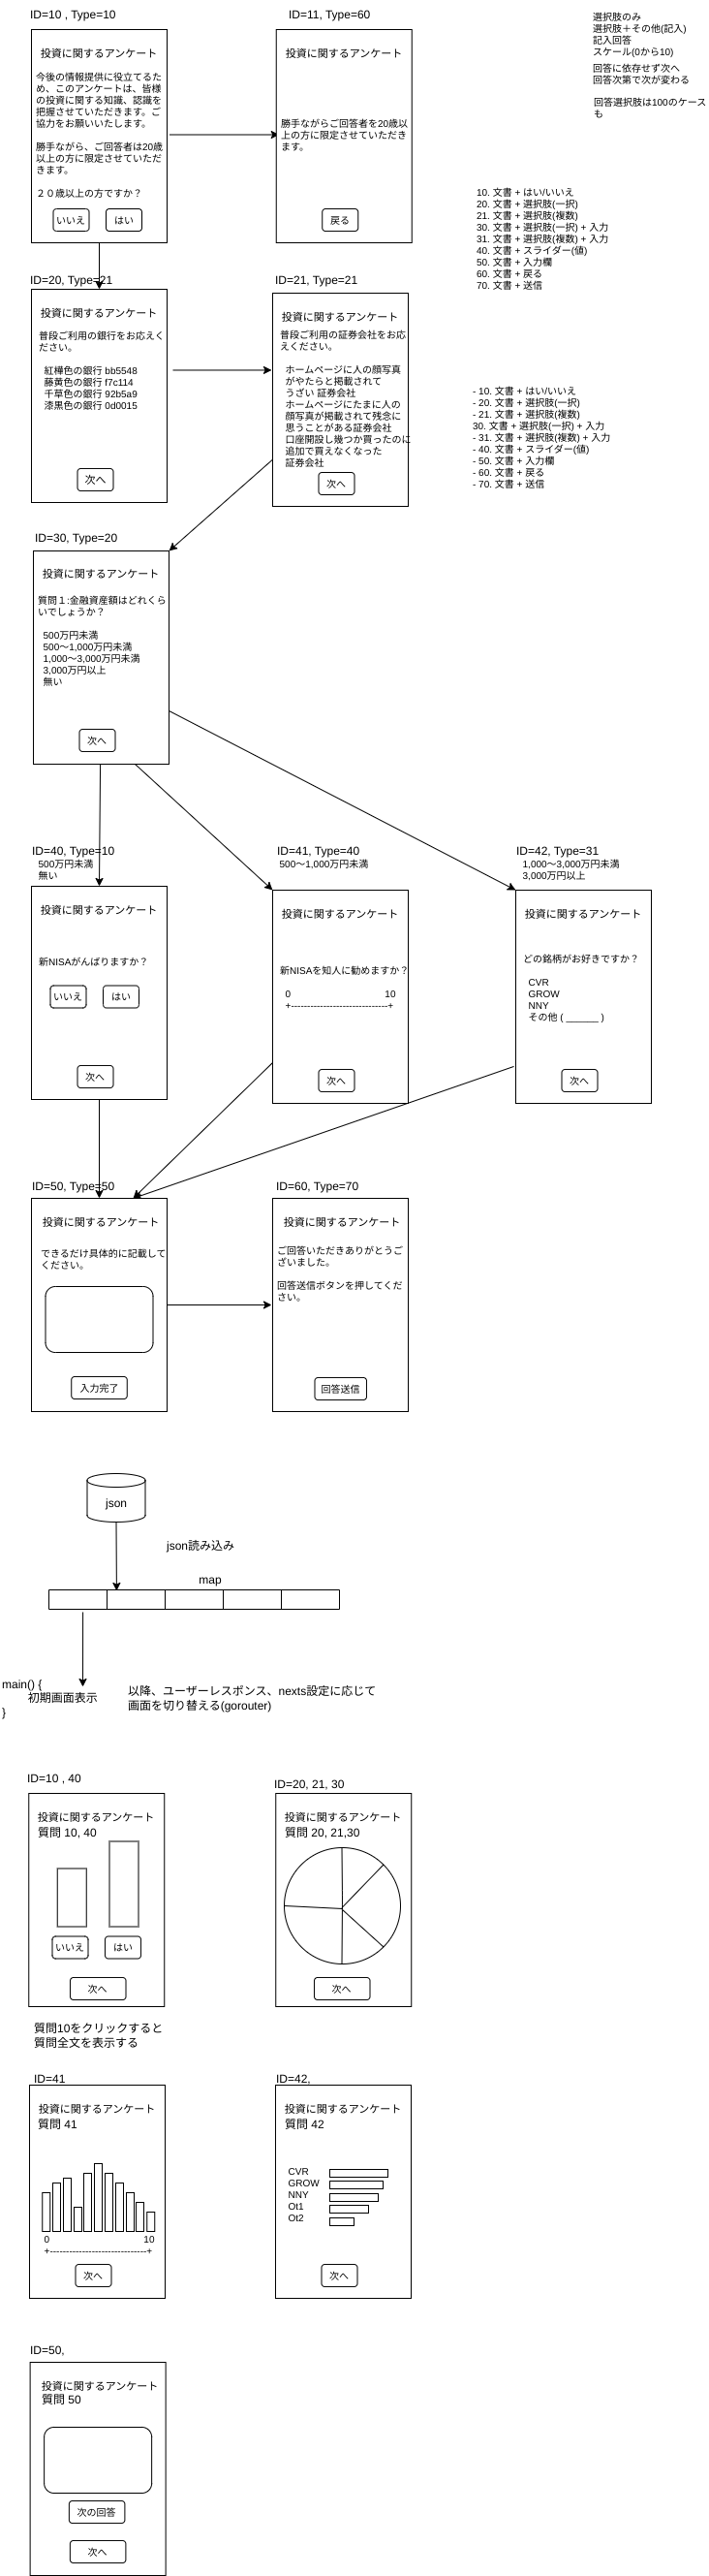 ID=10 , Type=10
投資に関するアンケート
今後の情報提供に役立てるた
め、このアンケートは、皆様
の投資に関する知識、認識を
把握させていただきます。ご
協力をお願いいたします。
勝手ながら、ご回答者は20歳
以上の方に限定させていただ
きます。
２０歳以上の方ですか？
いいえ
はい
ID=11, Type=60
投資に関するアンケート
勝手ながらご回答者を20歳以
上の方に限定させていただき
ます。
戻る
選択肢のみ
選択肢＋その他(記入)
記入回答
スケール(0から10)
回答に依存せず次へ
回答次第で次が変わる
回答選択肢は100のケース
も
10. 文書 + はい/いいえ
20. 文書 + 選択肢(一択)
21. 文書 + 選択肢(複数)
30. 文書 + 選択肢(一択) + 入力
31. 文書 + 選択肢(複数) + 入力
40. 文書 + スライダー(値)
50. 文書 + 入力欄
60. 文書 + 戻る
70. 文書 + 送信
ID=20, Type=21
投資に関するアンケート
普段ご利用の銀行をお応えく
ださい。
紅樺色の銀行 bb5548
藤黄色の銀行 f7c114
千草色の銀行 92b5a9
漆黒色の銀行 0d0015
次へ
ID=21, Type=21
投資に関するアンケート
普段ご利用の証券会社をお応
えください。
ホームページに人の顔写真
がやたらと掲載されて
うざい 証券会社
ホームページにたまに人の
顔写真が掲載されて残念に
思うことがある証券会社
口座開設し幾つか買ったのに
追加で買えなくなった
証券会社
次へ
- 10. 文書 + はい/いいえ
- 20. 文書 + 選択肢(一択)
- 21. 文書 + 選択肢(複数)
30. 文書 + 選択肢(一択) + 入力
- 31. 文書 + 選択肢(複数) + 入力
- 40. 文書 + スライダー(値)
- 50. 文書 + 入力欄
- 60. 文書 + 戻る
- 70. 文書 + 送信
ID=30, Type=20
投資に関するアンケート
質問１:金融資産額はどれくら
いでしょうか？
500万円未満
500〜1,000万円未満
1,000〜3,000万円未満
3,000万円以上
無い
次へ
ID=40, Type=10
500万円未満
無い
投資に関するアンケート
新NISAがんばりますか？
いいえ
はい
次へ
ID=41, Type=40
500〜1,000万円未満
投資に関するアンケート
新NISAを知人に勧めますか？
0 10
+------------------------------+
次へ
ID=42, Type=31
1,000〜3,000万円未満
3,000万円以上
投資に関するアンケート
どの銘柄がお好きですか？
CVR
GROW
NNY
その他 ( ______ )
次へ
ID=50, Type=50
投資に関するアンケート
できるだけ具体的に記載して
ください。
入力完了
ID=60, Type=70
投資に関するアンケート
ご回答いただきありがとうご
ざいました。
回答送信ボタンを押してくだ
さい。
回答送信
json
json読み込み
map
main() {
初期画面表示
}
以降、ユーザーレスポンス、nexts設定に応じて
画面を切り替える(gorouter)
ID=10 , 40
投資に関するアンケート
質問 10, 40
いいえ
はい
次へ
質問10をクリックすると
質問全文を表示する
ID=20, 21, 30
投資に関するアンケート
質問 20, 21,30
次へ
ID=41
投資に関するアンケート
質問 41
0 10
+------------------------------+
次へ
ID=42,
投資に関するアンケート
質問 42
CVR
GROW
NNY
Ot1
Ot2
次へ
ID=50,
投資に関するアンケート
質問 50
次の回答
次へ